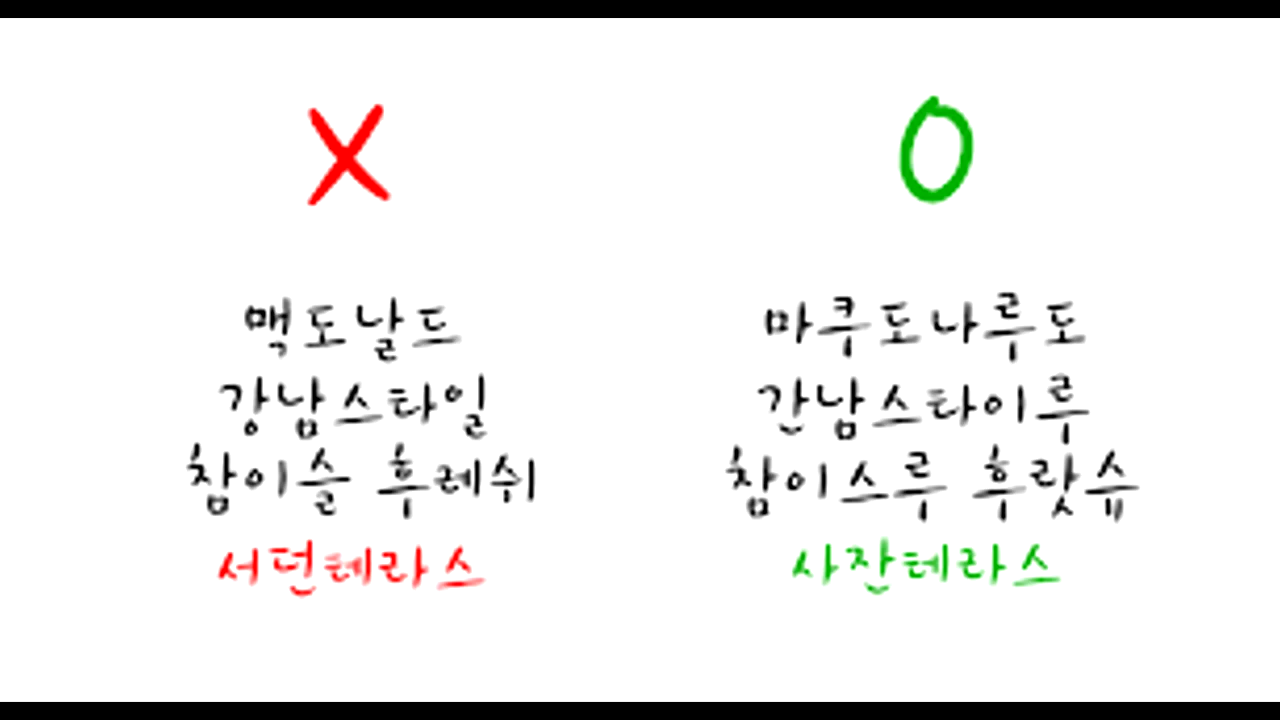 X
O
맥도날드
강남스타일
참이슬 후레쉬
서던테라스
마쿠도나루도
간남스타이루
참이스루 후랏슈
사잔테라스